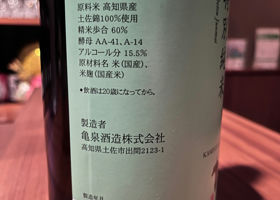 原料米 高知県産
土佐錦100%使用
精米歩合 60%
酵母 AA-41、A-14
アルコール分 15.5%
原材料名 米(国産)、
米麹(国産米)
•飲酒は20歳になってから。
製造者
亀泉酒造株式会社
高知県土佐市出間2123-1
製造年月